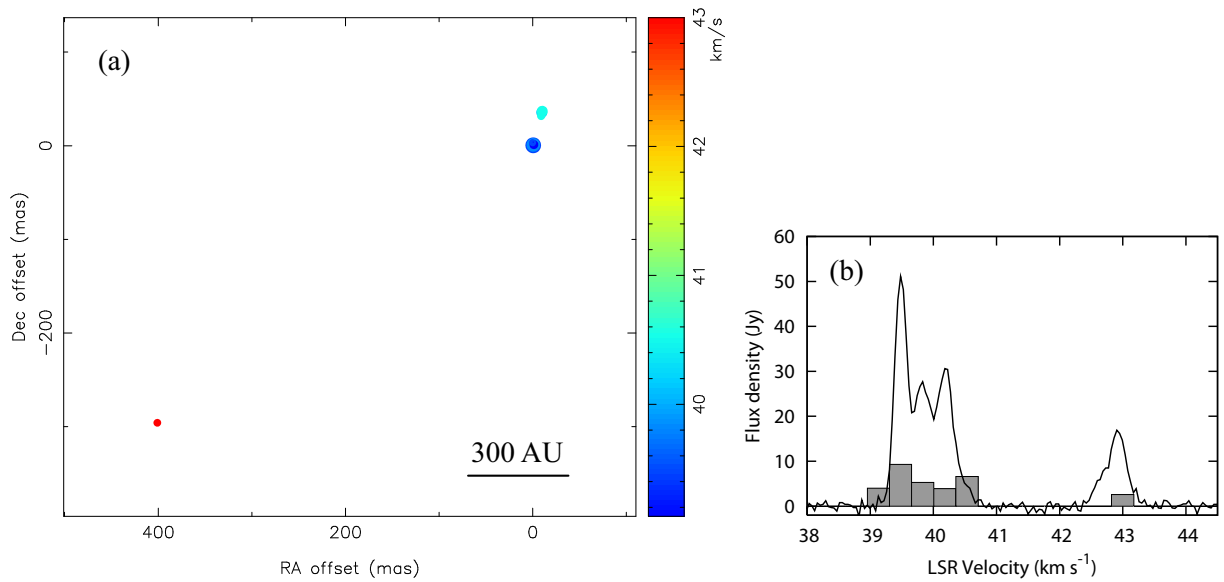 (a)
0
−200
Dec offset (mas)
400
200
0
RA offset (mas)
300 AU
43
km/s
42
41
40
(b)
60
50
40
30
20
10
0
Flux density (Jy)
38
39
40
41
42
43
44
LSR Velocity (km s⁻¹)